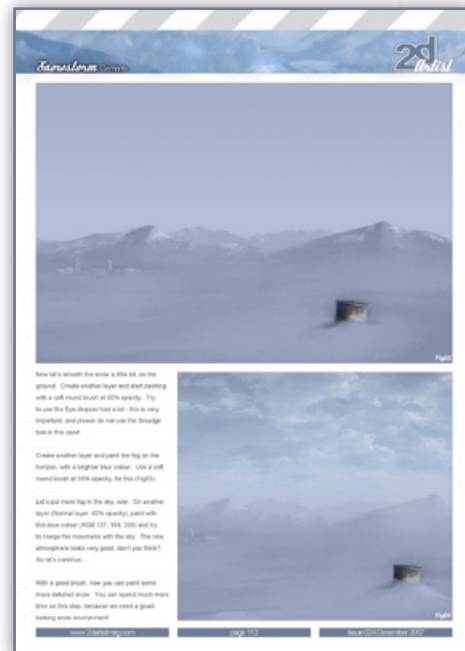 Snowstorm Elements
2d Artist
Fig03
Now let's smooth the snow a little bit, on the
ground. Create another layer and start painting
with a soft round brush at 80% opacity. Try
to use the Eye-dropper tool a lot - this is very
important, and please do not use the Smudge
tool in this case!
Create another layer and paint the fog on the
horizon, with a brighter blue colour. Use a soft
round brush at 30% opacity, for this (Fig03).
Let's put more fog in the sky, now. On another
layer (Normal layer, 82% opacity), paint with
this blue colour (RGB 127, 204) and try
to merge the mountains with the sky. The new
atmosphere looks very good, don't you think?
So let's continue...
With a good brush, now you can paint some
more detailed snow. You can spend much more
time on this step, because we need a good-
looking snow environment!
Fig04
www.2dartistmag.com
page 113
issue 024 December 2007